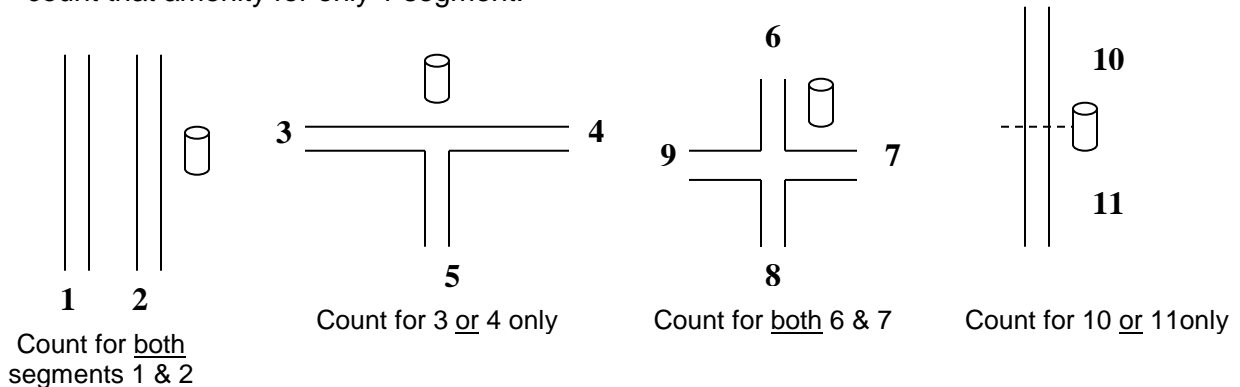 count that amenity for only 1 segment.
6
10
3
4
9
7
11
1
2
5
8
Count for both
segments 1 & 2
Count for 3 or 4 only
Count for both 6 & 7
Count for 10 or 11only